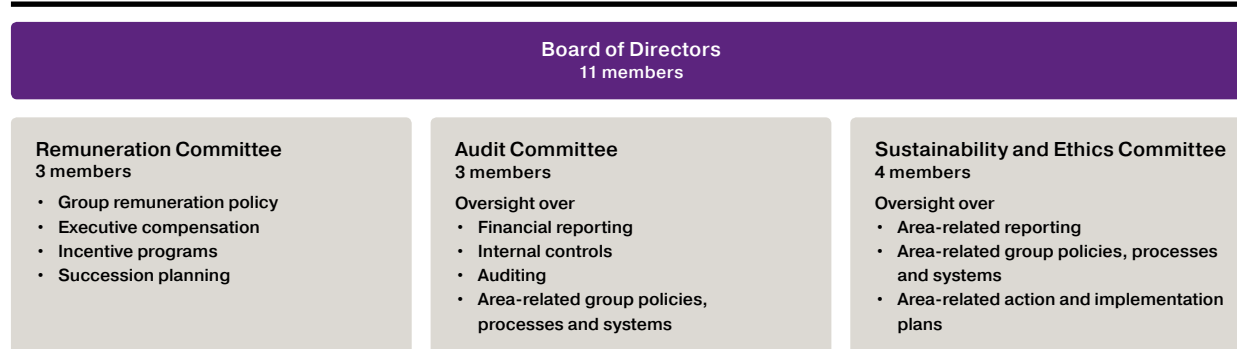 Board of Directors
11 members
Remuneration Committee
3 members
• Group remuneration policy
• Executive compensation
• Incentive programs
• Succession planning
Audit Committee
3 members
Oversight over
• Financial reporting
• Internal controls
• Auditing
• Area-related group policies,
processes and systems
Sustainability and Ethics Committee
4 members
Oversight over
• Area-related reporting
• Area-related group policies, processes
and systems
• Area-related action and implementation
plans